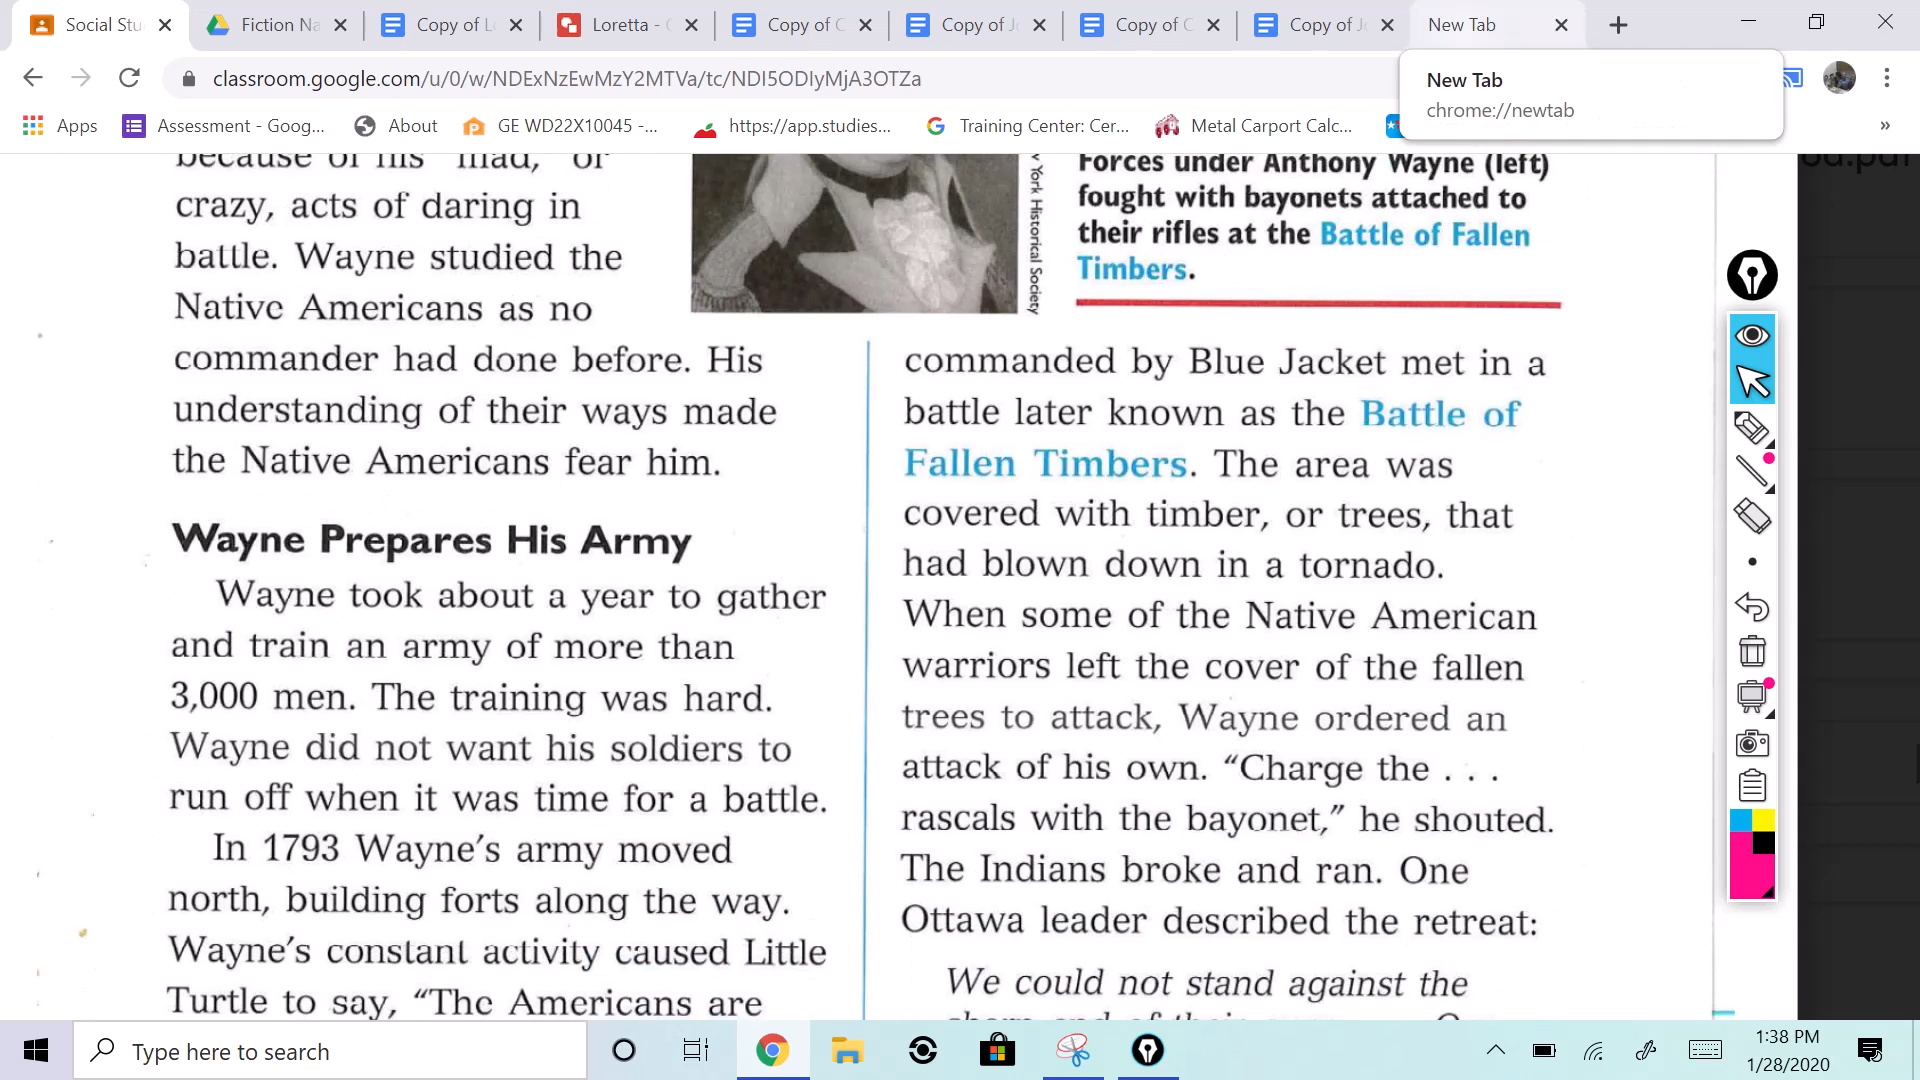 Social Stu
Fiction Na
Copy of L
Loretta - G
Copy of C
Copy of J
Copy of C
Copy of J
New Tab
classroom.google.com/u/0/w/NDExNzEwMzY2MTVa/tc/NDI5ODIyMjA3OTZa
New Tab
chrome://newtab
Apps
Assessment - Goog...
About
GE WD22X10045 -...
https://app.studies...
Training Center: Cer...
Metal Carport Calc...
»
because of his "mad," or
crazy, acts of daring in
battle. Wayne studied the
Native Americans as no
commander had done before. His
understanding of their ways made
the Native Americans fear him.
Wayne Prepares His Army
Wayne took about a year to gather
and train an army of more than
3,000 men. The training was hard.
Wayne did not want his soldiers to
run off when it was time for a battle.
In 1793 Wayne's army moved
north, building forts along the way.
Wayne's constant activity caused Little
Turtle to say, "The Americans are
York Historical Society
Forces under Anthony Wayne (left)
fought with bayonets attached to
their rifles at the Battle of Fallen
Timbers.
commanded by Blue Jacket met in a
battle later known as the Battle of
Fallen Timbers. The area was
covered with timber, or trees, that
had blown down in a tornado.
When some of the Native American
warriors left the cover of the fallen
trees to attack, Wayne ordered an
attack of his own. "Charge the . . .
rascals with the bayonet," he shouted.
The Indians broke and ran. One
Ottawa leader described the retreat:
We could not stand against the
sharp end of their
Type here to search
1:38 PM
1/28/2020